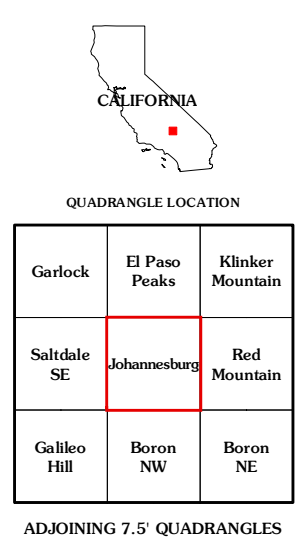 CALIFORNIA
QUADRANGLE LOCATION
Garlock
El Paso
Peaks
Klinker
Mountain
Saltdale
SE
Johannesburg
Red
Mountain
Galileo
Hill
Boron
NW
Boron
NE
ADJOINING 7.5' QUADRANGLES